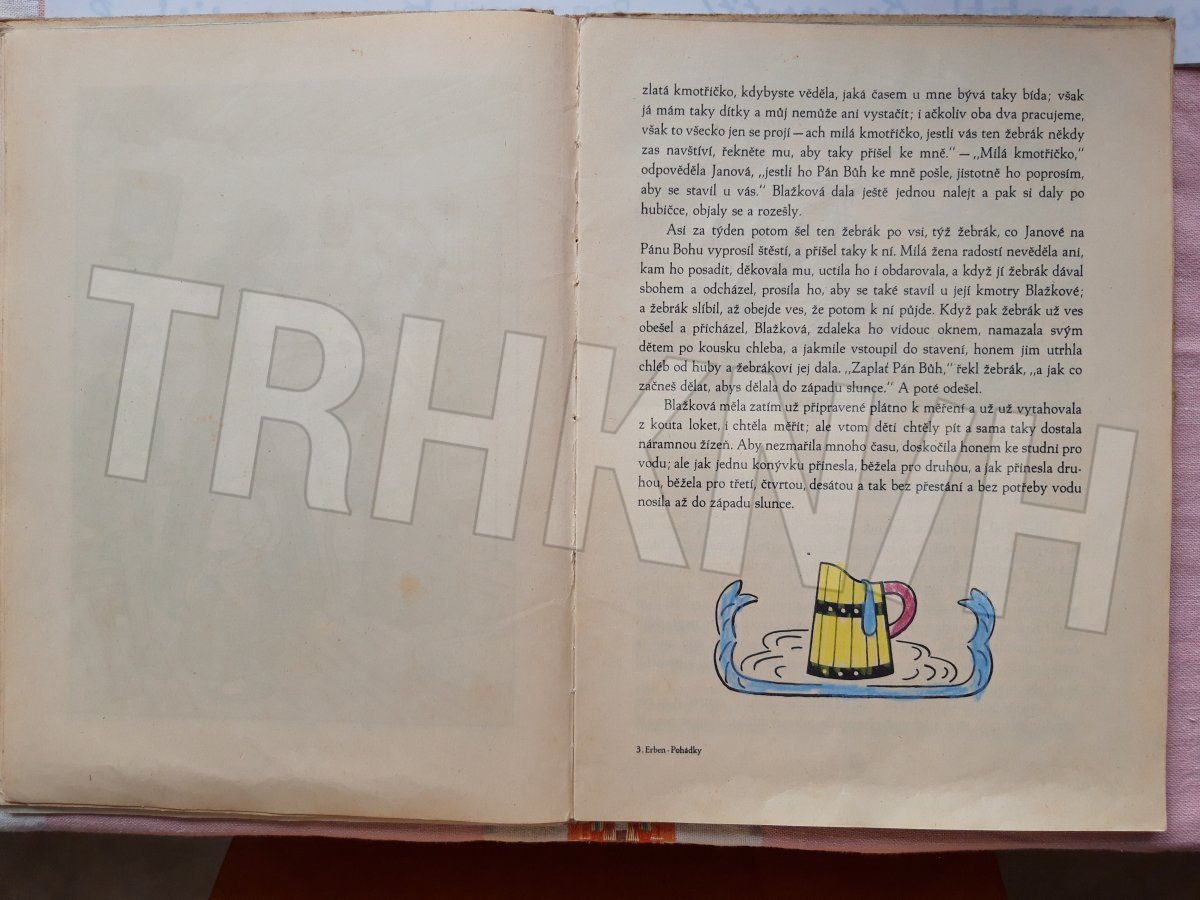 zlatá kmotřičko, kdybyste věděla, jaká časem u mne bývá taky bída; však
já mám taky dítky a můj nemůže ani vystačit; i ačkoliv oba dva pracujeme,
však to všecko jen se projí — ach milá kmotřičko, jestli vás ten žebrák někdy
zas navštíví, řekněte mu, aby taky přišel ke mně.“ — „Milá kmotřičko,“
odpověděla Janová, „jestli ho Pán Bůh ke mně pošle, jistotně ho poprosím,
aby se stavil u vás.“ Blažková dala ještě jednou nalejt a pak si daly po
hubičce, objaly se a rozešly.
Asi za týden potom šel ten žebrák po vsi, týž žebrák, co Janové na
Pánu Bohu vyprosil štěstí, a přišel taky k ní. Milá žena radostí nevěděla ani,
kam ho posadit, děkovala mu, uctila ho i obdarovala, a když jí žebrák dával
sbohem a odcházel, prosila ho, aby se také stavil u její kmotry Blažkové;
a žebrák slíbil, až obejde ves, že potom k ní půjde. Když pak žebrák už ves
obešel a přicházel, Blažková, zdaleka ho vidouc oknem, namazala svým
dětem po kousku chleba, a jakmile vstoupil do stavení, honem jim utrhla
chléb od huby a žebrákovi jej dala. „Zaplať Pán Bůh,“ řekl žebrák, „a jak co
začneš dělat, abys dělala do západu slunce.“ A poté odešel.
Blažková měla zatím už připravené plátno k měření a už už vytahovala
z kouta loket, i chtěla měřit; ale vtom děti chtěly pít a sama taky dostala
náramnou žízeň. Aby nezmařila mnoho času, doskočila honem ke studni pro
vodu; ale jak jednu konývku přinesla, běžela pro druhou, a jak přinesla dru-
hou, běžela pro třetí, čtvrtou, desátou a tak bez přestání a bez potřeby vodu
nosila až do západu slunce.
3. Erben - Pohádky
TRHKNIH